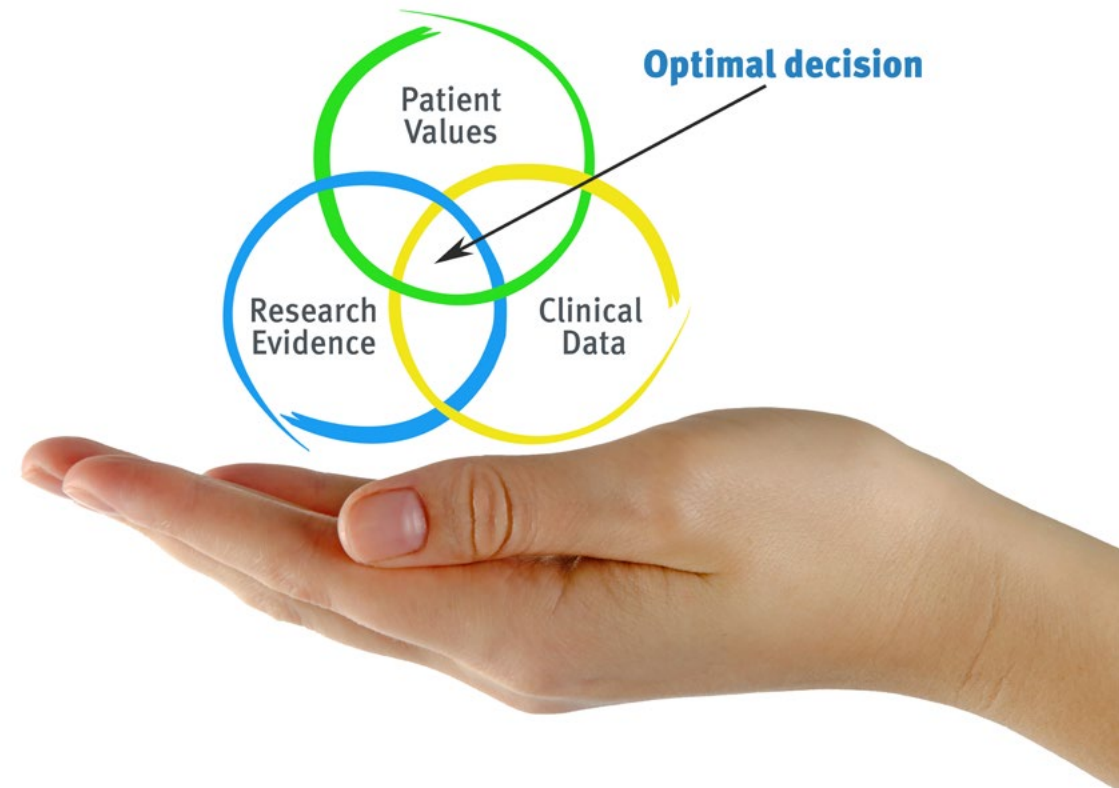 Optimal decision
Patient
Values
Research
Evidence
Clinical
Data